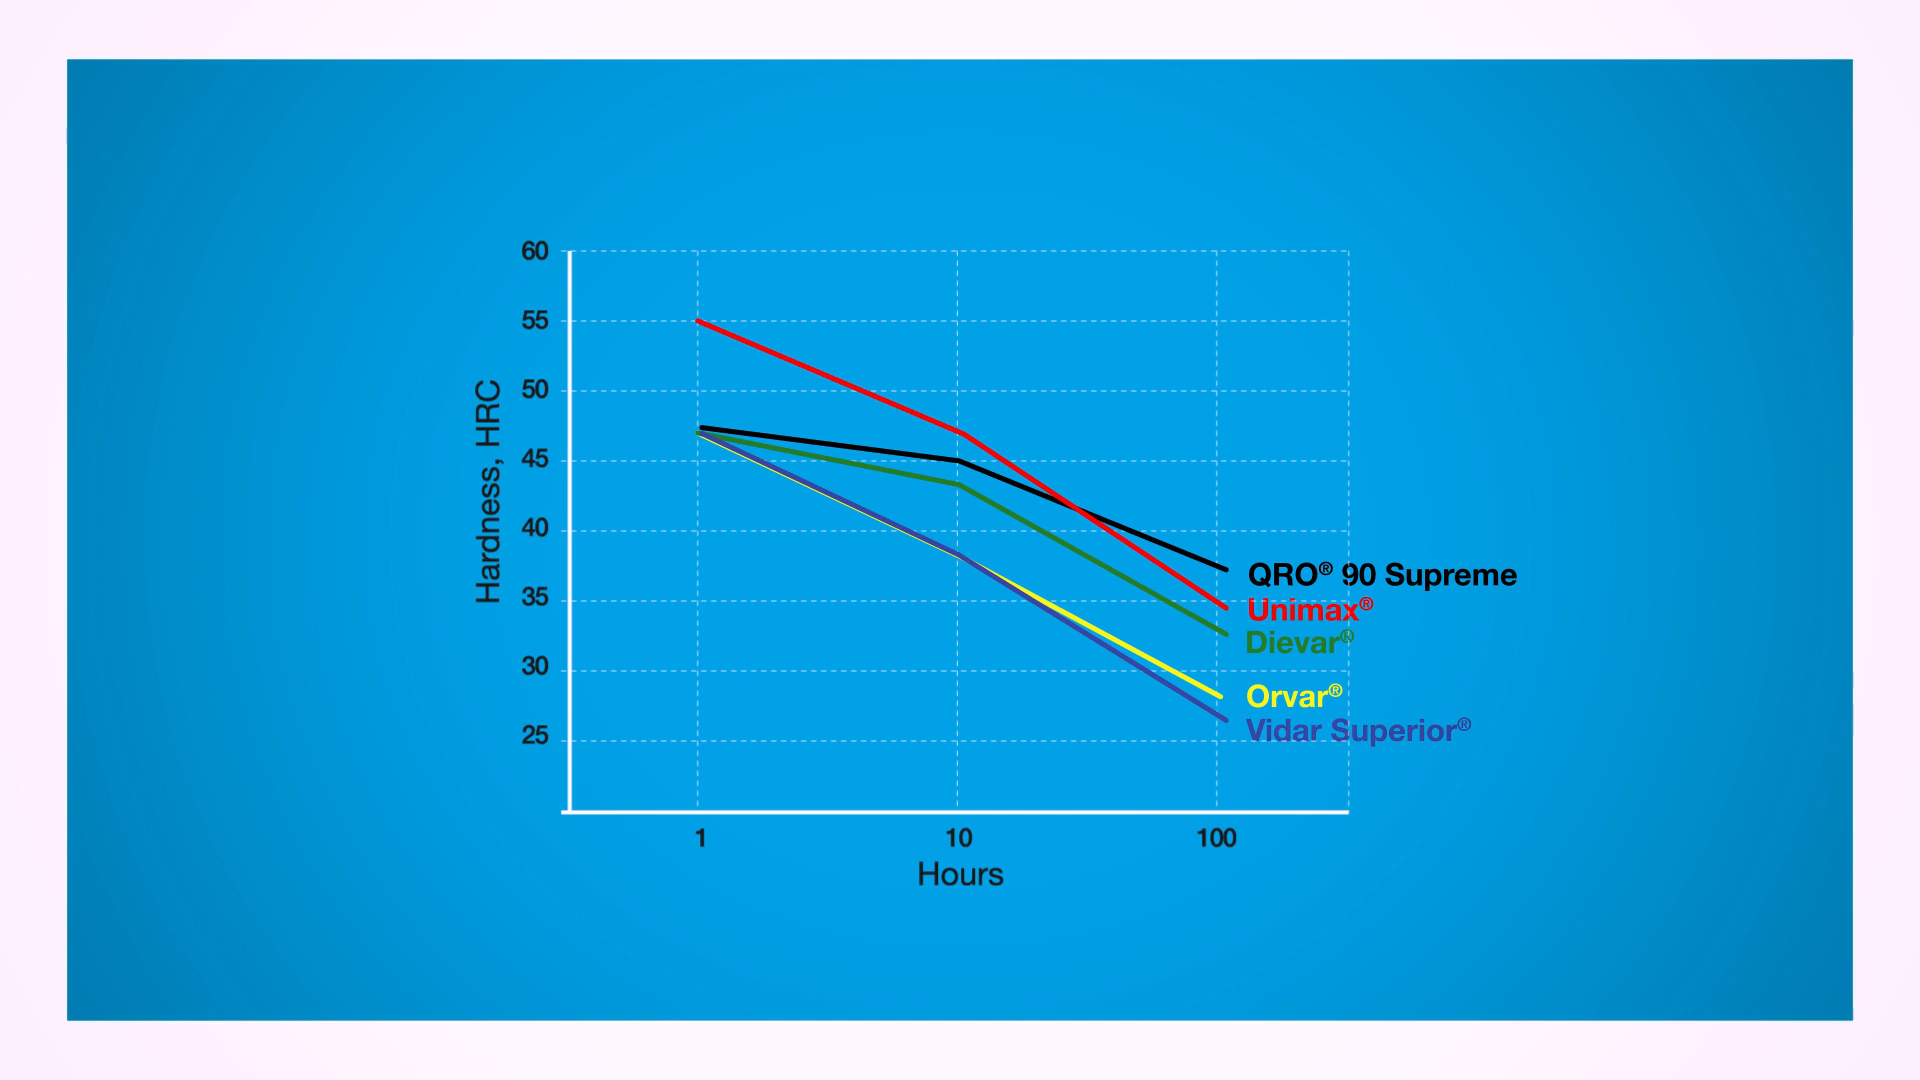 60
55
50
45
40
35
30
25
Hardness, HRC
QRO® 90 Supreme
Unimax®
Dievar®
Orvar®
Vidar Superior®
1 10 100
Hours